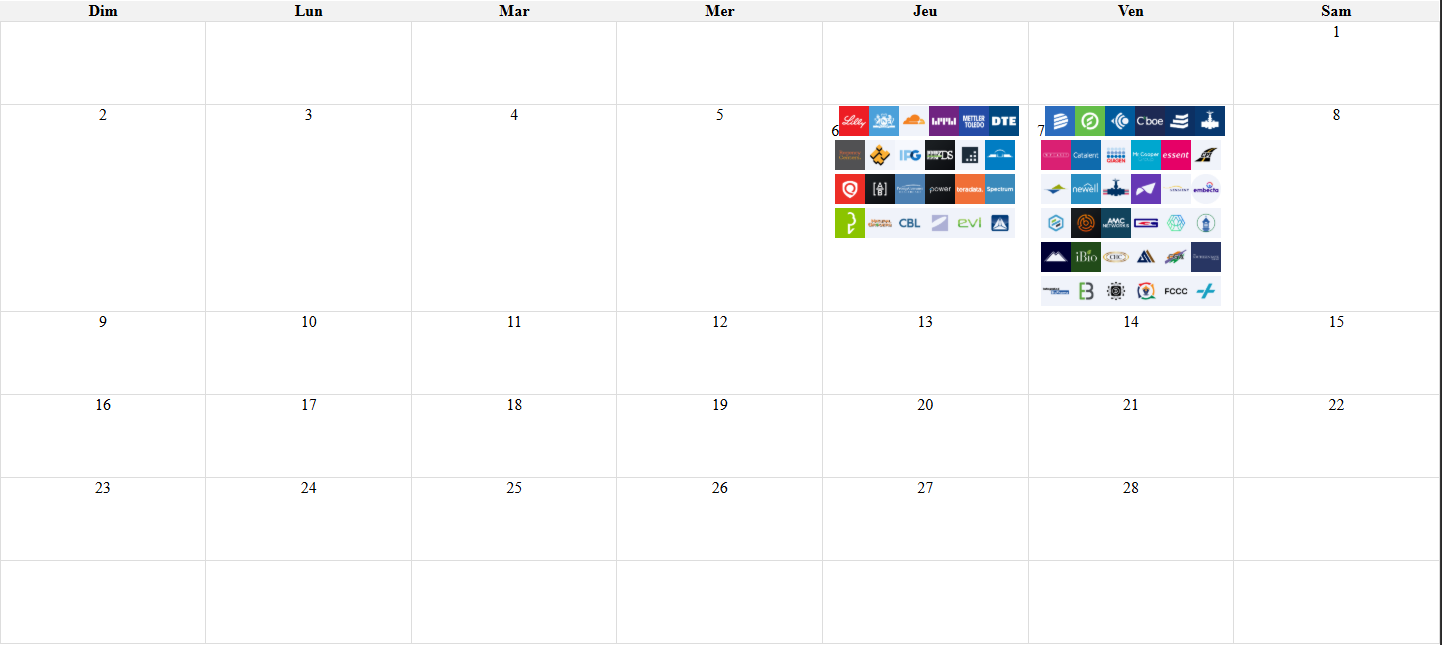 Dim Lun Mar Mer Jeu Ven Sam
1
2 3 4 5 6 7 8
Lilly METTLER TOLEDO DTE
Cboe
IPG ADS
Catalent QIAGEN Mr.Cooper essent
power teradata. Spectrum
newell embecta
CBL evi
AMC NETWORKS
iBio CHC
FCCC
9 10 11 12 13 14 15
16 17 18 19 20 21 22
23 24 25 26 27 28